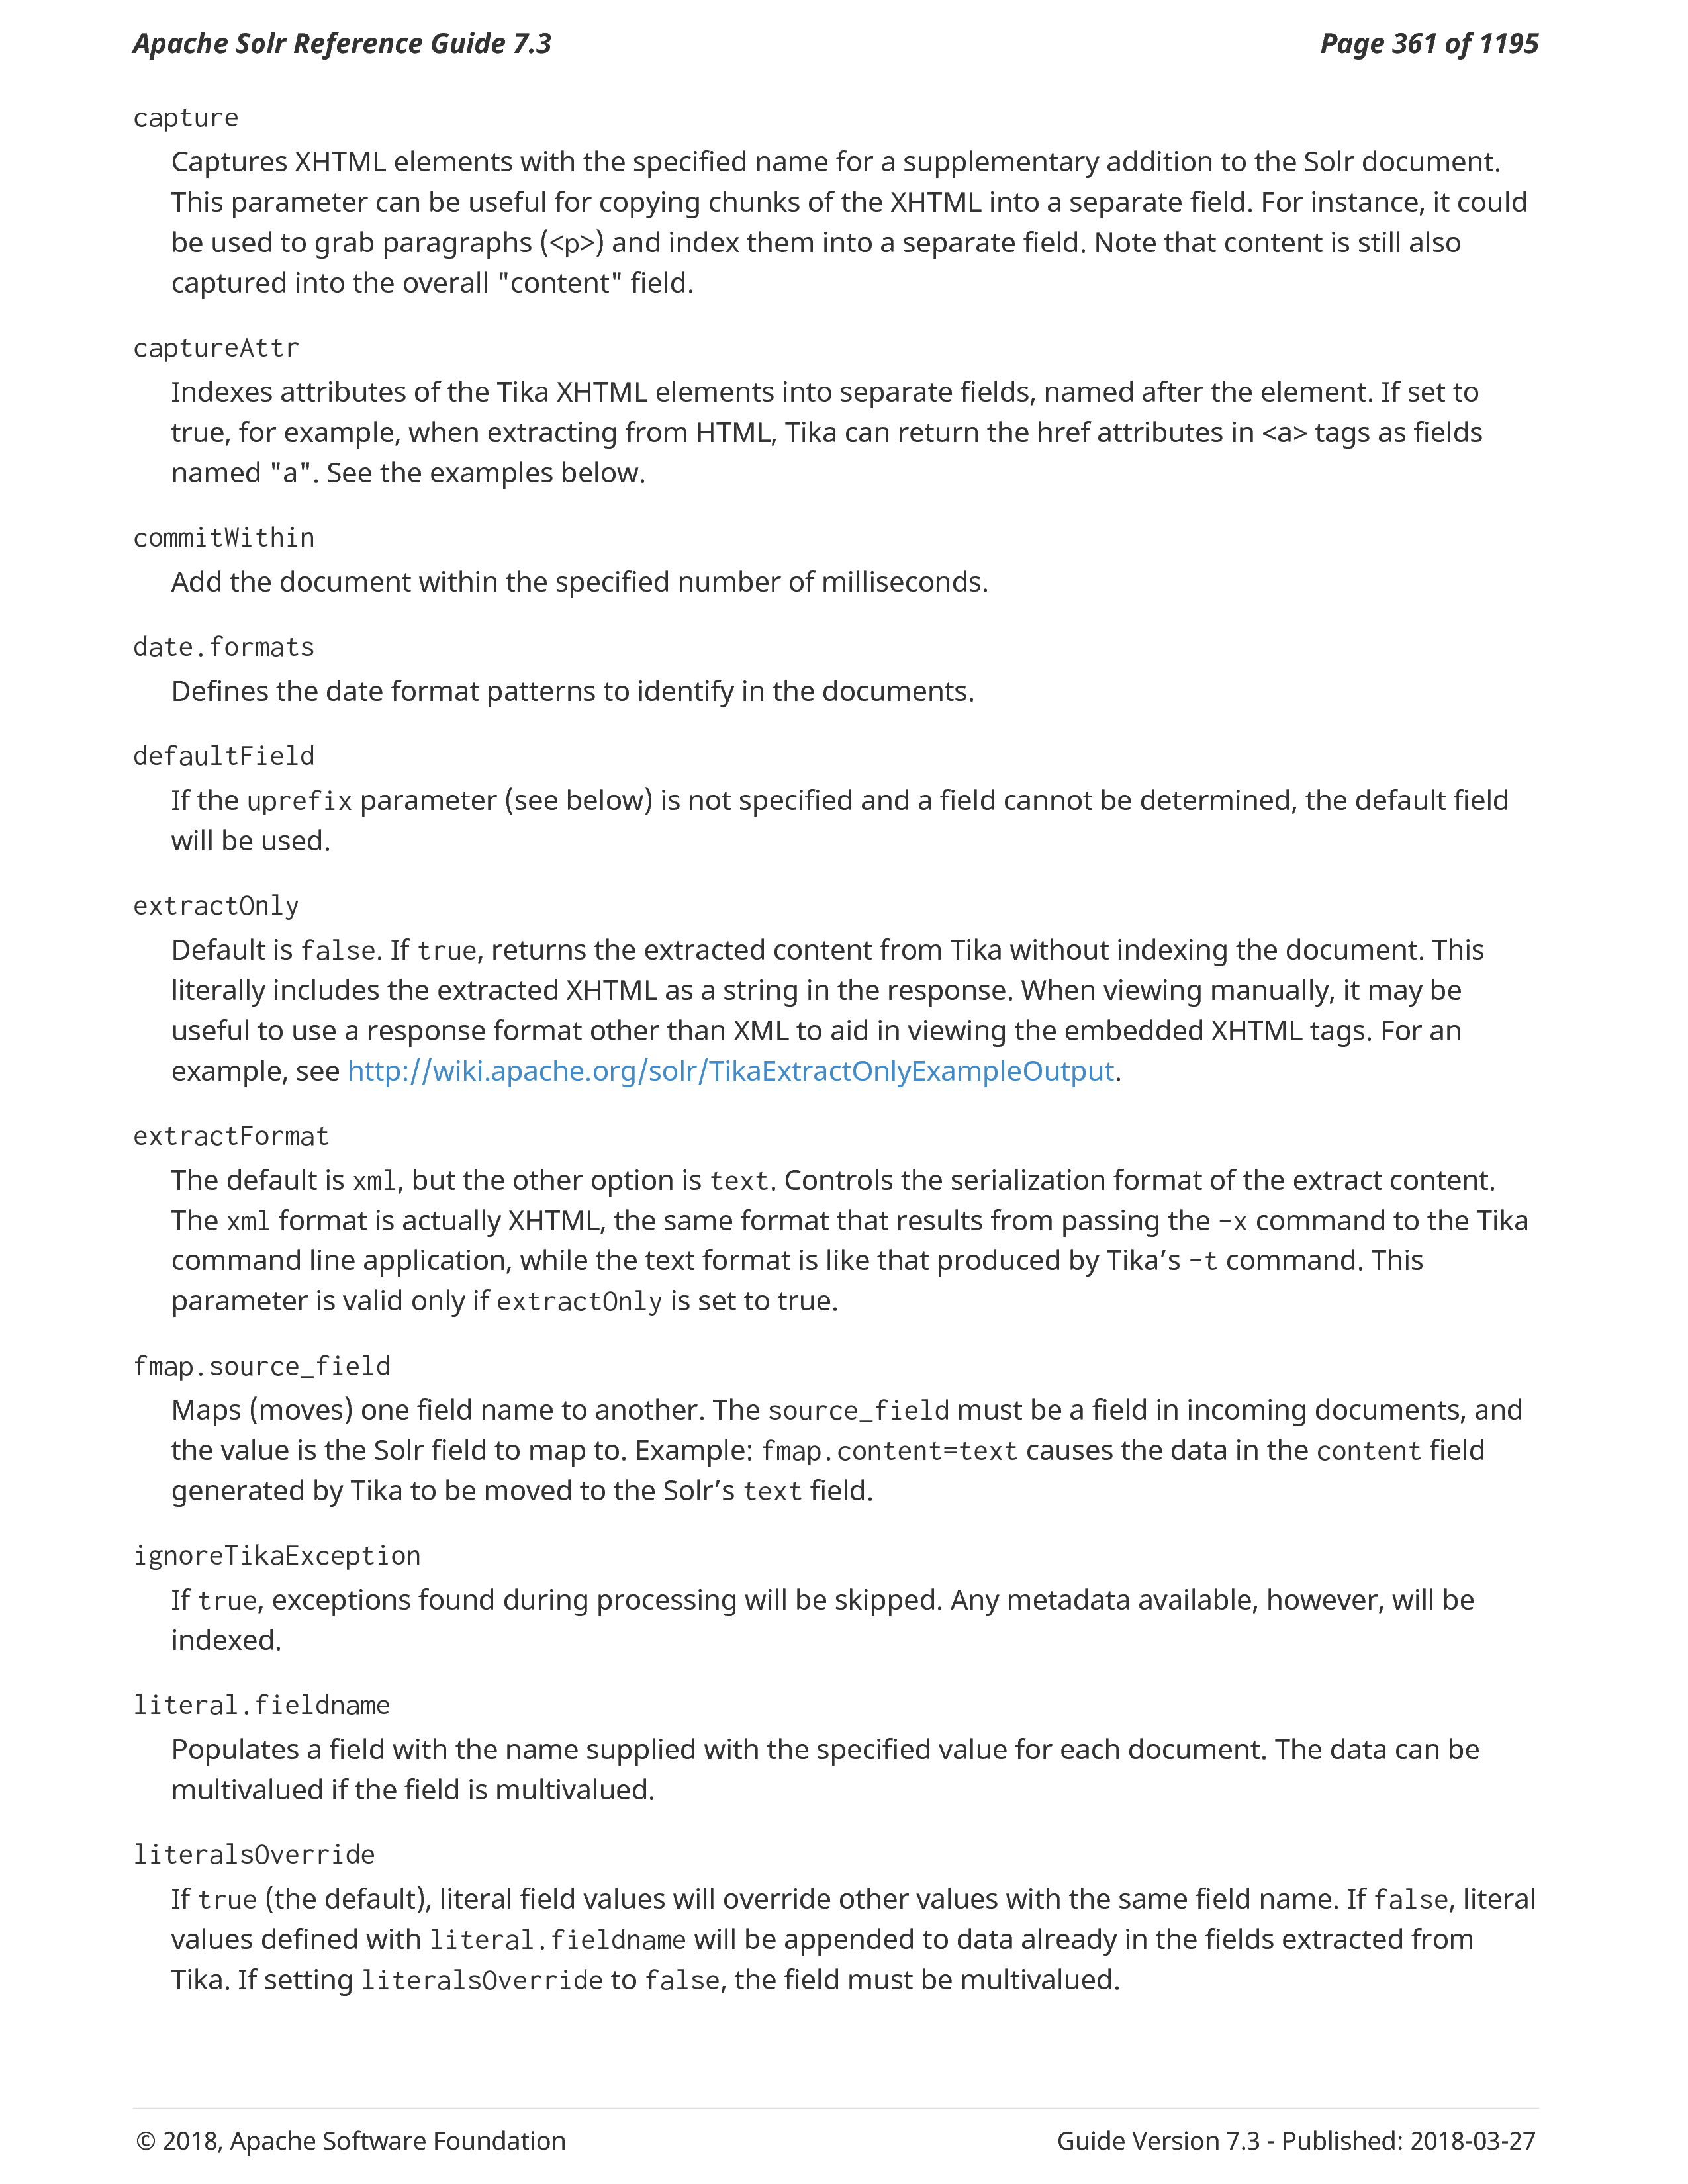 Apache Solr Reference Guide 7.3
Page 361 of 1195
capture
Captures XHTML elements with the specified name for a supplementary addition to the Solr document.
This parameter can be useful for copying chunks of the XHTML into a separate field. For instance, it could
be used to grab paragraphs (<p>) and index them into a separate field. Note that content is still also
captured into the overall "content" field.
captureAttr
Indexes attributes of the Tika XHTML elements into separate fields, named after the element. If set to
true, for example, when extracting from HTML, Tika can return the href attributes in <a> tags as fields
named "a". See the examples below.
commitWithin
Add the document within the specified number of milliseconds.
date.formats
Defines the date format patterns to identify in the documents.
defaultField
If the uprefix parameter (see below) is not specified and a field cannot be determined, the default field
will be used.
extractOnly
Default is false. If true, returns the extracted content from Tika without indexing the document. This
literally includes the extracted XHTML as a string in the response. When viewing manually, it may be
useful to use a response format other than XML to aid in viewing the embedded XHTML tags. For an
example, see http://wiki.apache.org/solr/TikaExtractOnlyExampleOutput.
extractFormat
The default is xml, but the other option is text. Controls the serialization format of the extract content.
The xml format is actually XHTML, the same format that results from passing the -x command to the Tika
command line application, while the text format is like that produced by Tika’s -t command. This
parameter is valid only if extractOnly is set to true.
fmap.source_field
Maps (moves) one field name to another. The source_field must be a field in incoming documents, and
the value is the Solr field to map to. Example: fmap.content=text causes the data in the content field
generated by Tika to be moved to the Solr’s text field.
ignoreTikaException
If true, exceptions found during processing will be skipped. Any metadata available, however, will be
indexed.
literal.fieldname
Populates a field with the name supplied with the specified value for each document. The data can be
multivalued if the field is multivalued.
literalsOverride
If true (the default), literal field values will override other values with the same field name. If false, literal
values defined with literal.fieldname will be appended to data already in the fields extracted from
Tika. If setting literalsOverride to false, the field must be multivalued.
© 2018, Apache Software Foundation
Guide Version 7.3 - Published: 2018-03-27